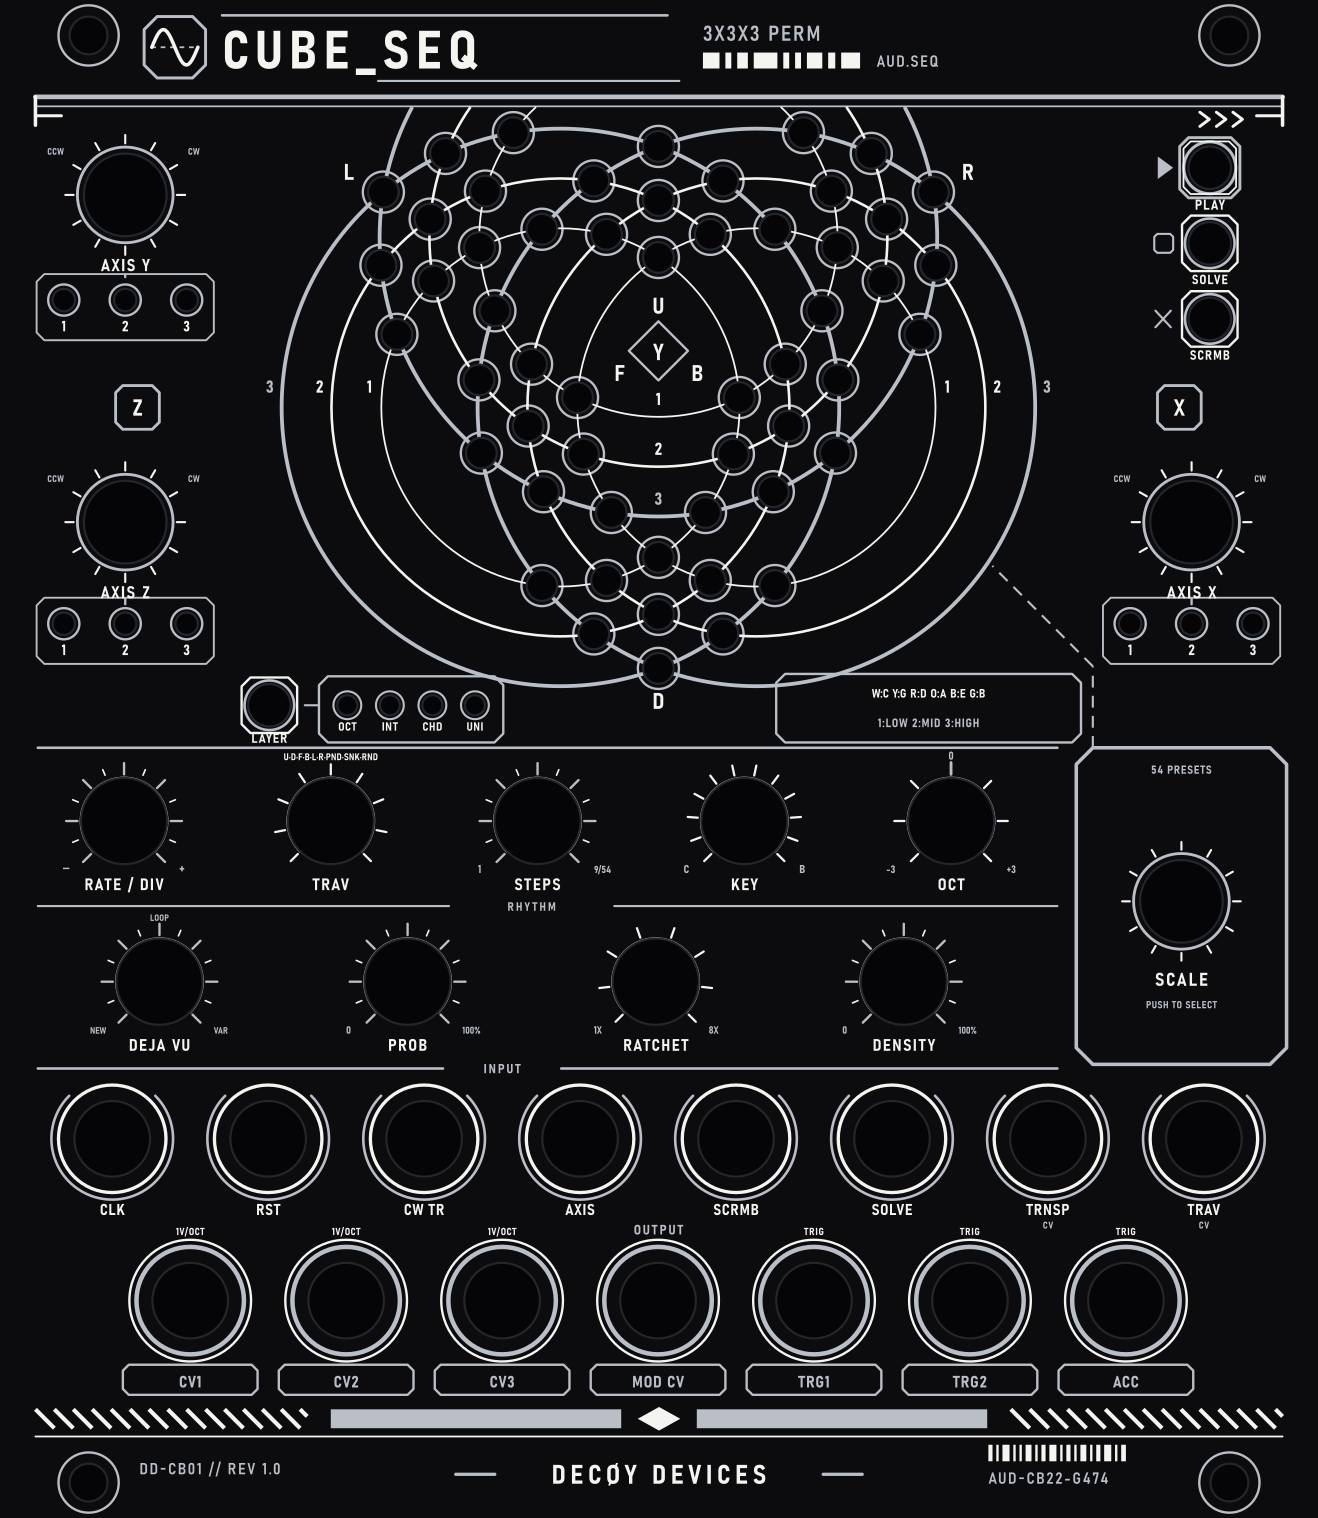 CUBE_SEQ
3X3X3 PERM
AUD.SEQ
CCW
CW
AXIS Y
1 2 3
L
R
PLAY
SOLVE
SCRMB
U
Y
F B
3 2 1
1
2
3
1 2 3
Z
X
CCW
CW
AXIS Z
1 2 3
CCW
CW
AXIS X
1 2 3
D
LAYER
OCT INT CHD UNI
W:C Y:G R:D O:A B:E G:B
1:LOW 2:MID 3:HIGH
U·D·F·B·L·R·PND·SNK·RND
0
54 PRESETS
– +
1 9/54
C B
-3 +3
RATE / DIV
TRAV
STEPS
KEY
OCT
RHYTHM
LOOP
SCALE
PUSH TO SELECT
NEW VAR
0 100%
1X 8X
0 100%
DEJA VU
PROB
RATCHET
DENSITY
INPUT
CLK
RST
CW TR
AXIS
SCRMB
SOLVE
TRNSP
CV
TRAV
CV
1V/OCT
1V/OCT
1V/OCT
OUTPUT
TRIG
TRIG
TRIG
CV1
CV2
CV3
MOD CV
TRG1
TRG2
ACC
DD-CB01 // REV 1.0
DECØY DEVICES
AUD-CB22-G474